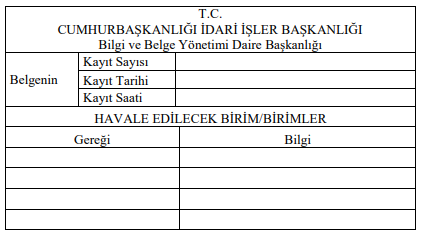 T.C.
CUMHURBAŞKANLIĞI İDARİ İŞLER BAŞKANLIĞI
Bilgi ve Belge Yönetimi Daire Başkanlığı
Belgenin
Kayıt Sayısı
Kayıt Tarihi
Kayıt Saati
HAVALE EDİLECEK BİRİM/BİRİMLER
Gereği Bilgi